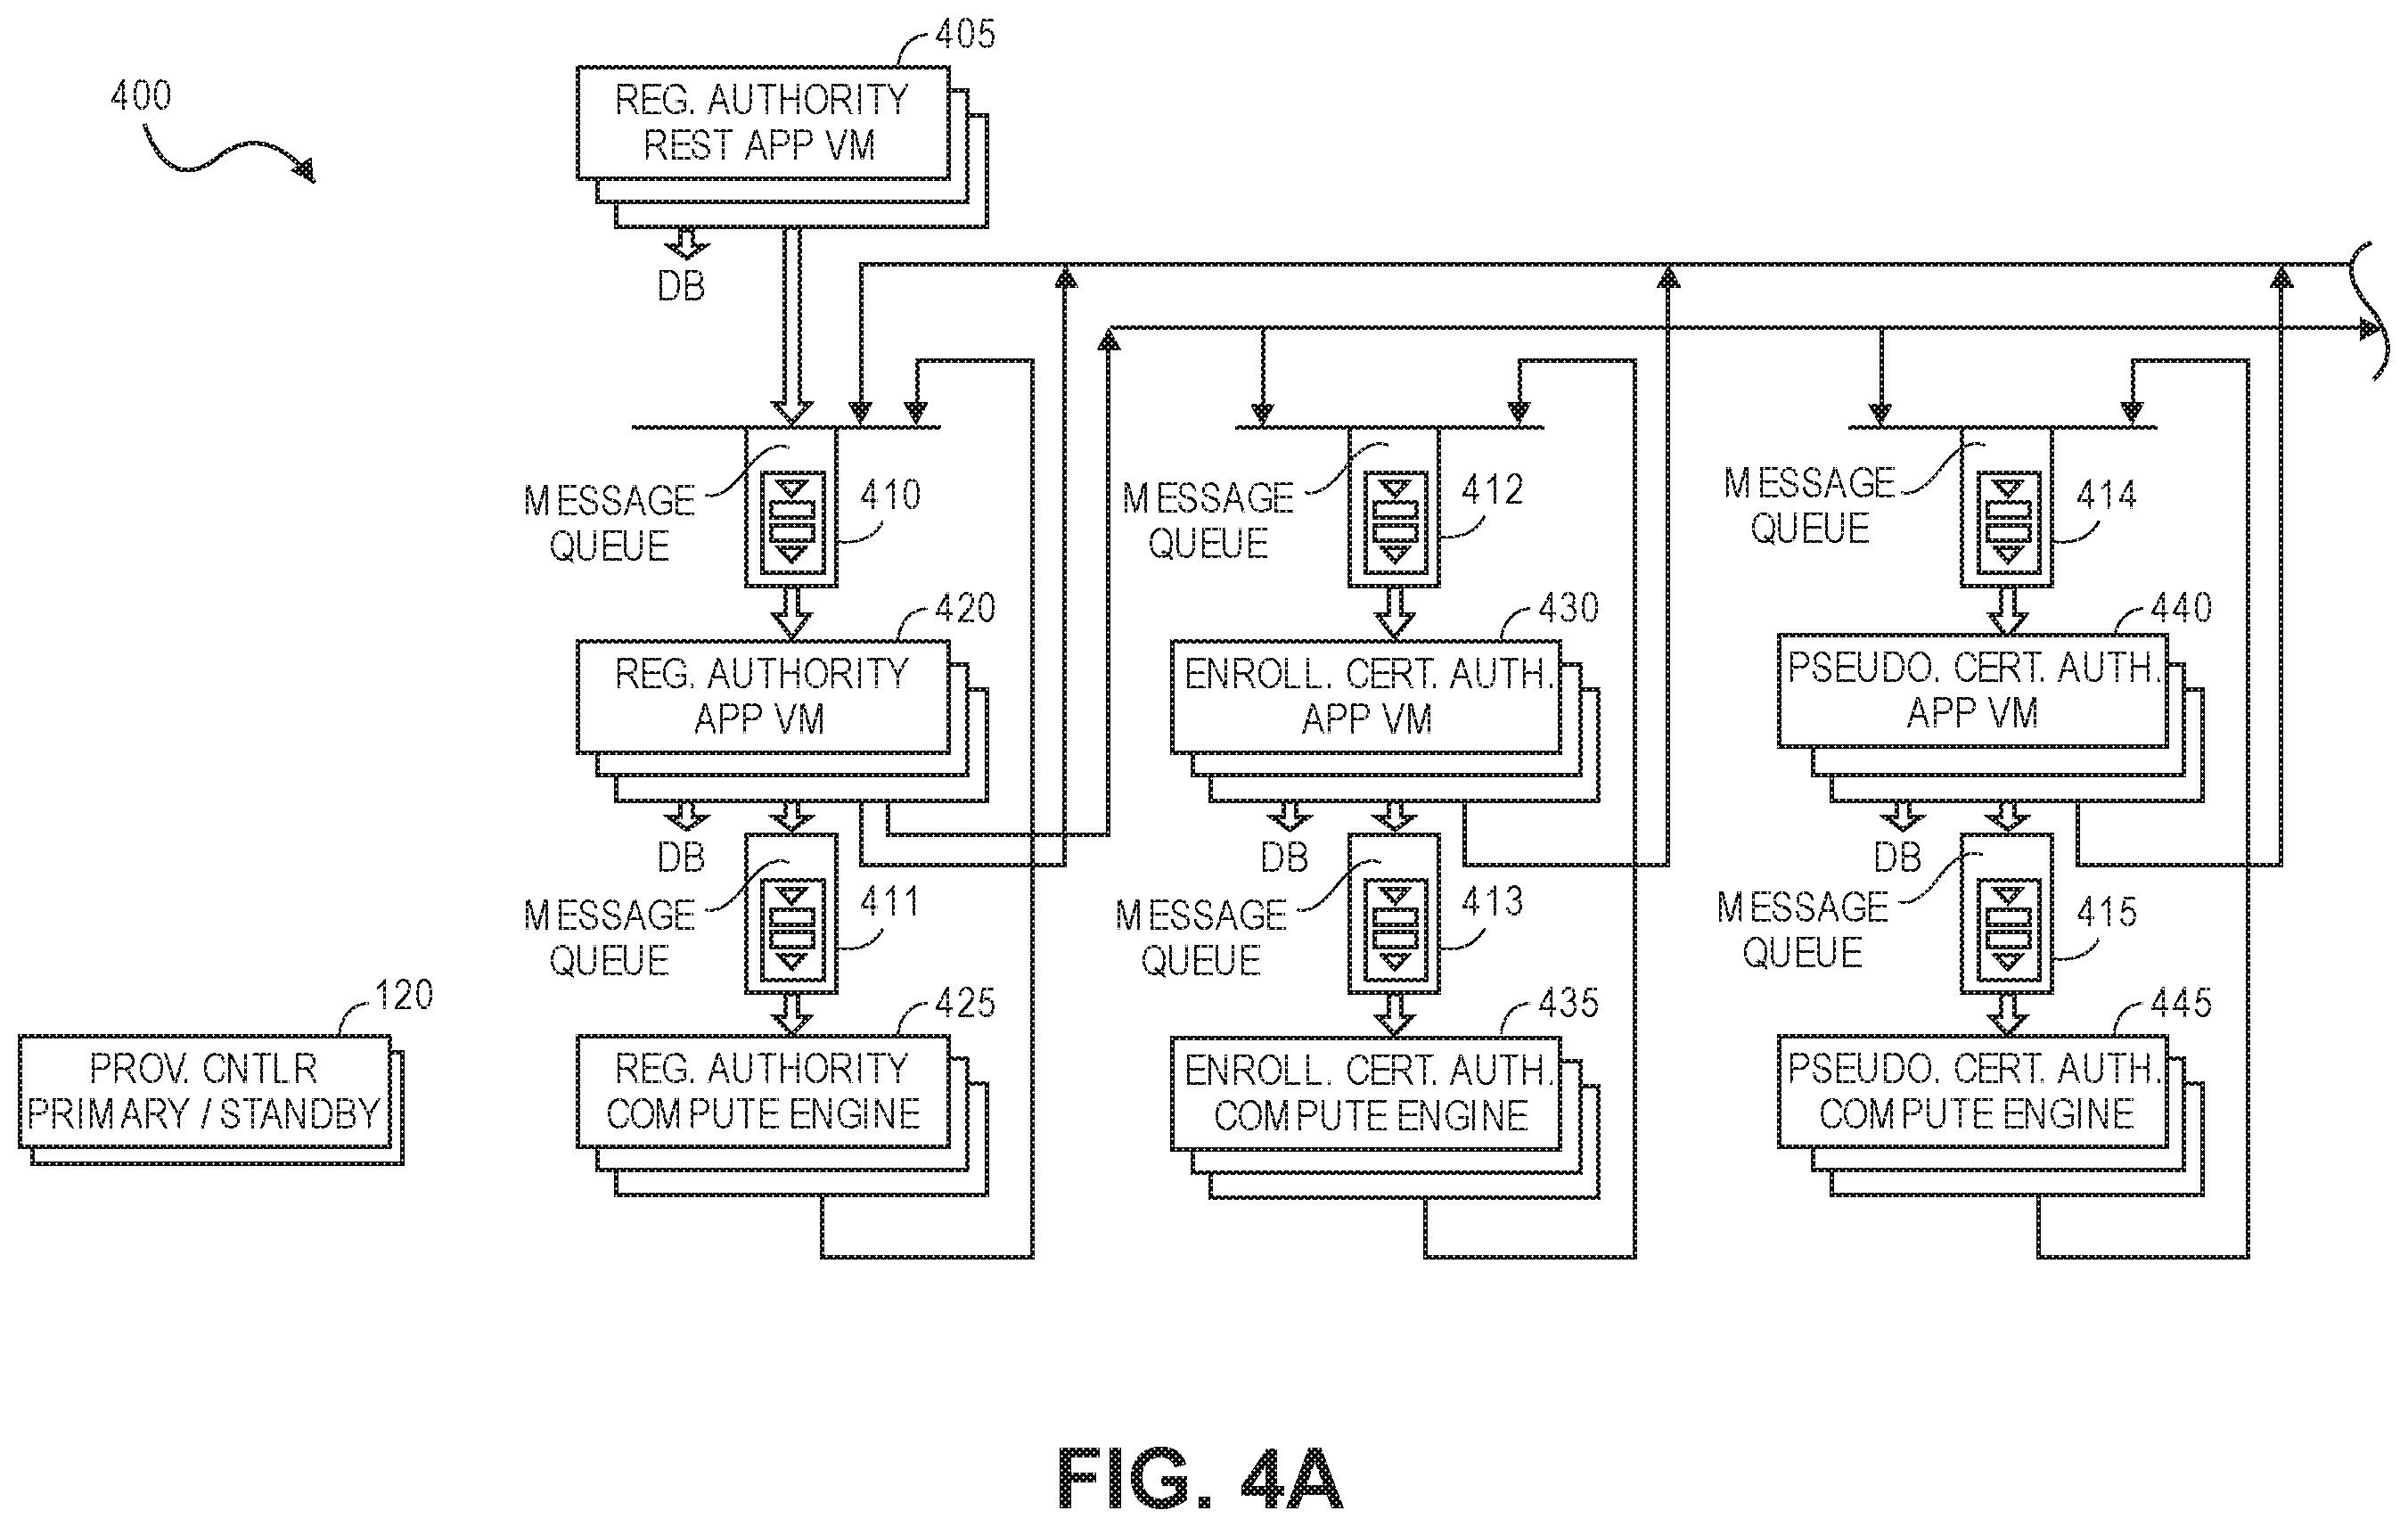 405
400
REG. AUTHORITY
REST APP VM
DB
MESSAGE
QUEUE
410
MESSAGE
QUEUE
412
MESSAGE
QUEUE
414
420
430
440
REG. AUTHORITY
APP VM
ENROLL. CERT. AUTH.
APP VM
PSEUDO. CERT. AUTH.
APP VM
DB
DB
DB
MESSAGE
QUEUE
411
MESSAGE
QUEUE
413
MESSAGE
QUEUE
415
120
425
435
445
PROV. CNTLR
PRIMARY / STANDBY
REG. AUTHORITY
COMPUTE ENGINE
ENROLL. CERT. AUTH.
COMPUTE ENGINE
PSEUDO. CERT. AUTH.
COMPUTE ENGINE
FIG. 4A